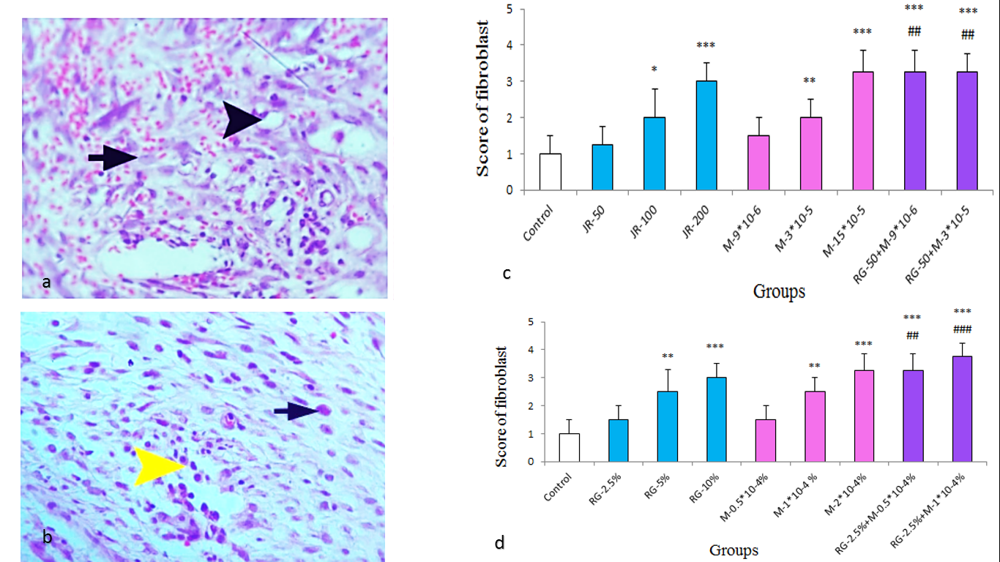 a
b
Score of fibroblast
5
4
3
2
1
0
***
##
***
##
***
***
**
*
Control
JR-50
JR-100
JR-200
M-9*10-6
M-3*10-5
M-15*10-5
RG-50+M-9*10-6
RG-50+M-3*10-5
c
Groups
Score of fibroblast
5
4
3
2
1
0
**
***
**
***
***
##
***
###
Control
RG-2.5%
RG-5%
RG-10%
M-0.5*10-4%
M-1*10-4 %
M-2*10-4%
RG-2.5%+M-0.5*10-4%
RG-2.5%+M-1*10-4%
d
Groups